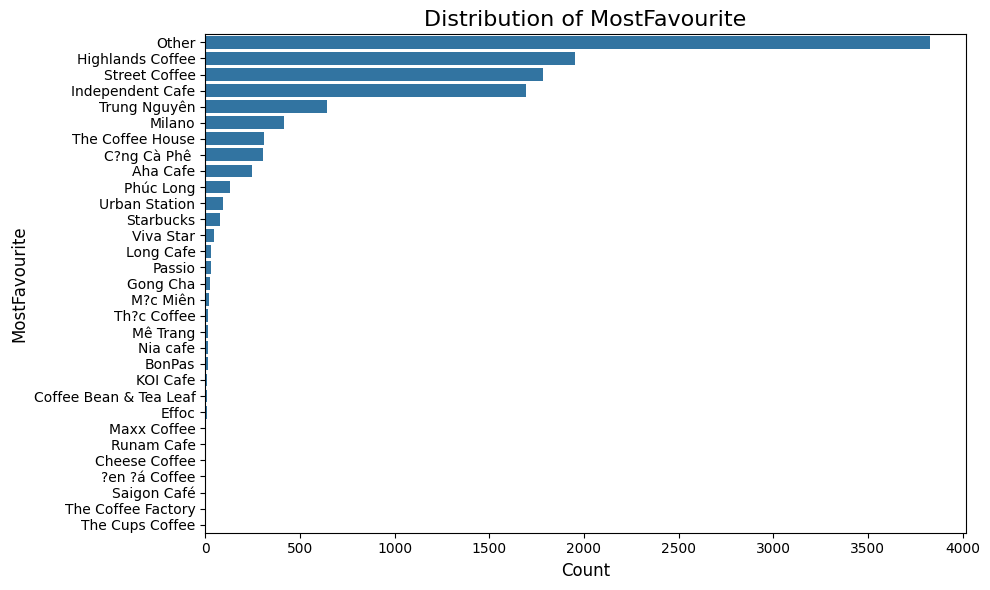 Distribution of MostFavourite
Other
Highlands Coffee
Street Coffee
Independent Cafe
Trung Nguyên
Milano
The Coffee House
C?ng Cà Phê
Aha Cafe
Phúc Long
Urban Station
Starbucks
Viva Star
Long Cafe
Passio
Gong Cha
M?c Miên
Th?c Coffee
Mê Trang
Nia cafe
BonPas
KOI Cafe
Coffee Bean & Tea Leaf
Effoc
Maxx Coffee
Runam Cafe
Cheese Coffee
?en ?á Coffee
Saigon Café
The Coffee Factory
The Cups Coffee
MostFavourite
0 500 1000 1500 2000 2500 3000 3500 4000
Count